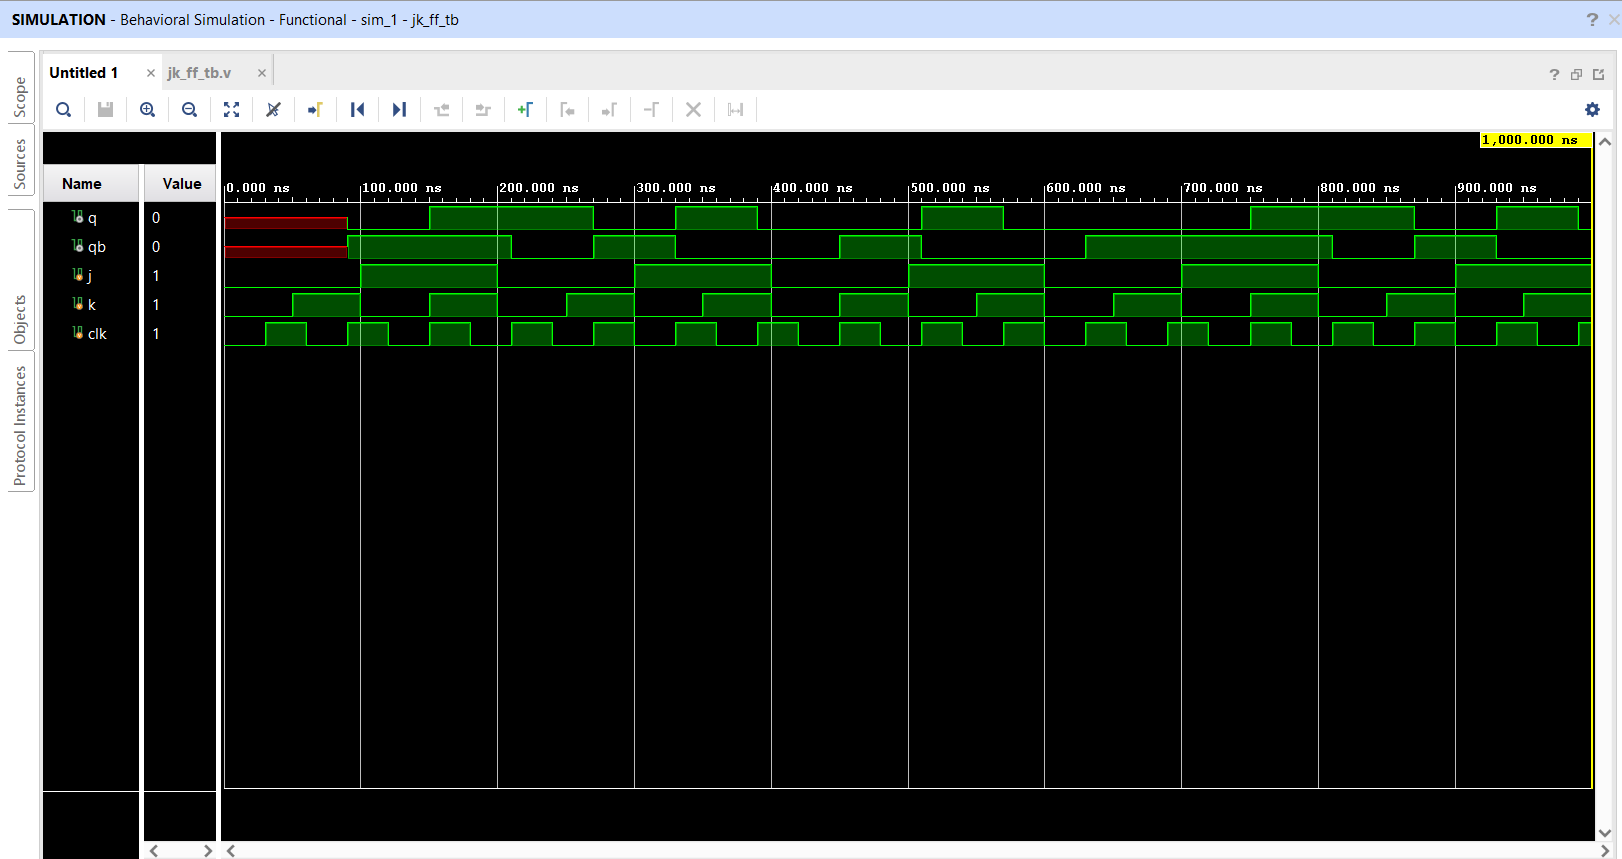 SIMULATION - Behavioral Simulation - Functional - sim_1 - jk_ff_tb
Scope
Sources
Objects
Protocol Instances
Untitled 1
jk_ff_tb.v
1,000.000 ns
Name
Value
0.000 ns
100.000 ns
200.000 ns
300.000 ns
400.000 ns
500.000 ns
600.000 ns
700.000 ns
800.000 ns
900.000 ns
q 0
qb 0
j 1
k 1
clk 1